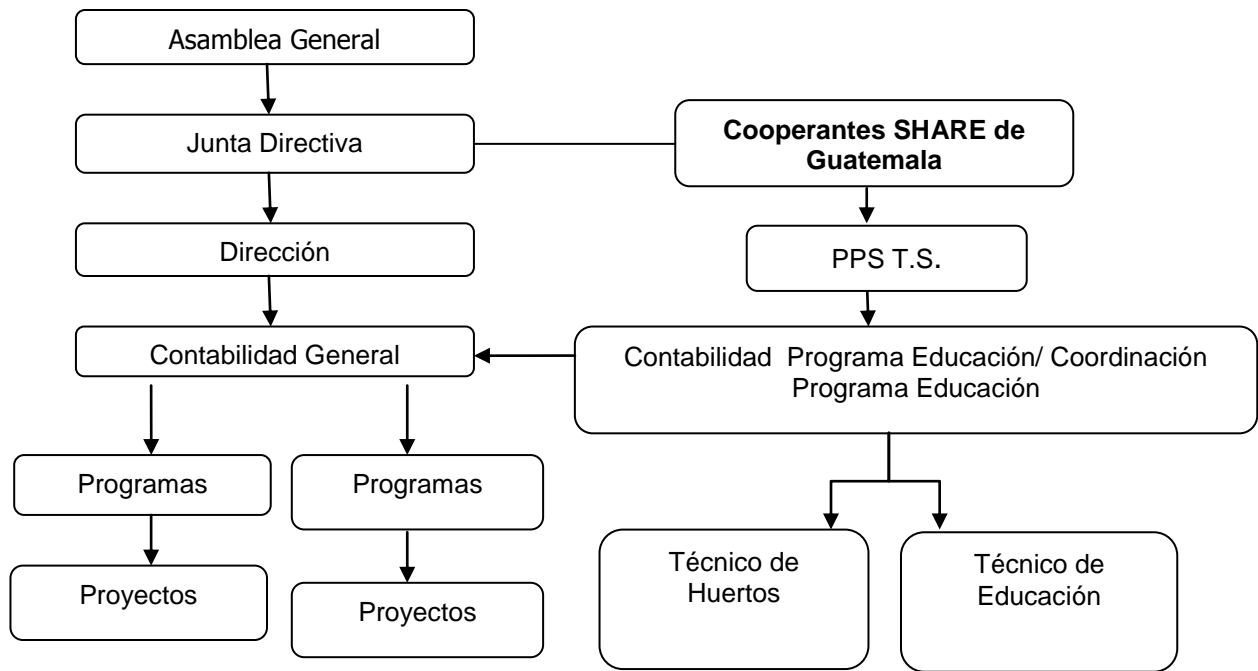 Asamblea General
Junta Directiva
Cooperantes SHARE de
Guatemala
Dirección
PPS T.S.
Contabilidad General
Contabilidad Programa Educación/ Coordinación
Programa Educación
Programas
Programas
Técnico de
Huertos
Técnico de
Educación
Proyectos
Proyectos